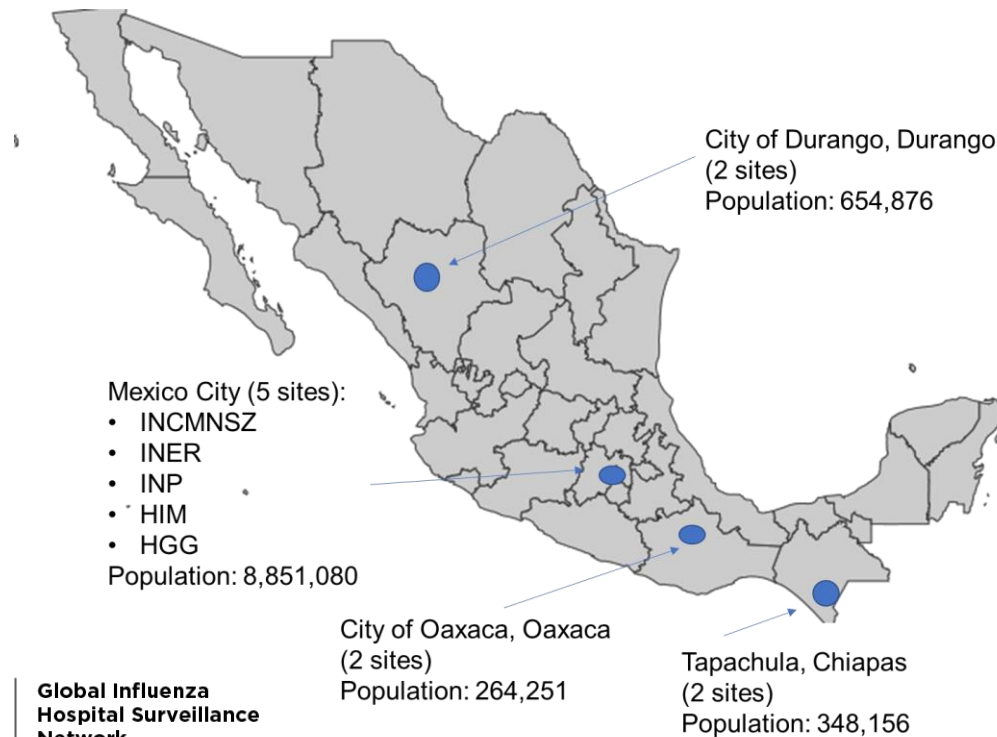 City of Durango, Durango
(2 sites)
Population: 654,876
Mexico City (5 sites):
• INCMNSZ
• INER
• INP
• HIM
• HGG
Population: 8,851,080
City of Oaxaca, Oaxaca
(2 sites)
Population: 264,251
Tapachula, Chiapas
(2 sites)
Population: 348,156
Global Influenza
Hospital Surveillance
Network